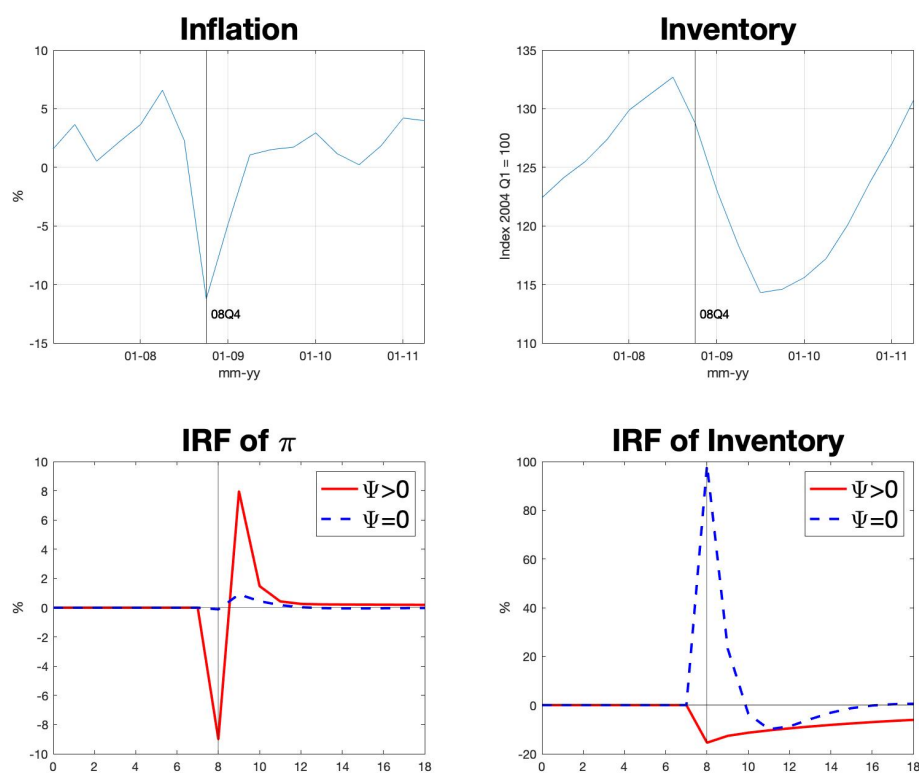 Inflation
10
5
0
-5
-10
-15
%
08Q4
01-08 01-09 01-10 01-11
mm-yy
Inventory
135
130
125
120
115
110
Index 2004 Q1 = 100
08Q4
01-08 01-09 01-10 01-11
mm-yy
IRF of π
10
8
6
4
2
0
-2
-4
-6
-8
-10
%
Ψ>0
Ψ=0
0 2 4 6 8 10 12 14 16 18
IRF of Inventory
100
80
60
40
20
0
-20
%
Ψ>0
Ψ=0
0 2 4 6 8 10 12 14 16 18